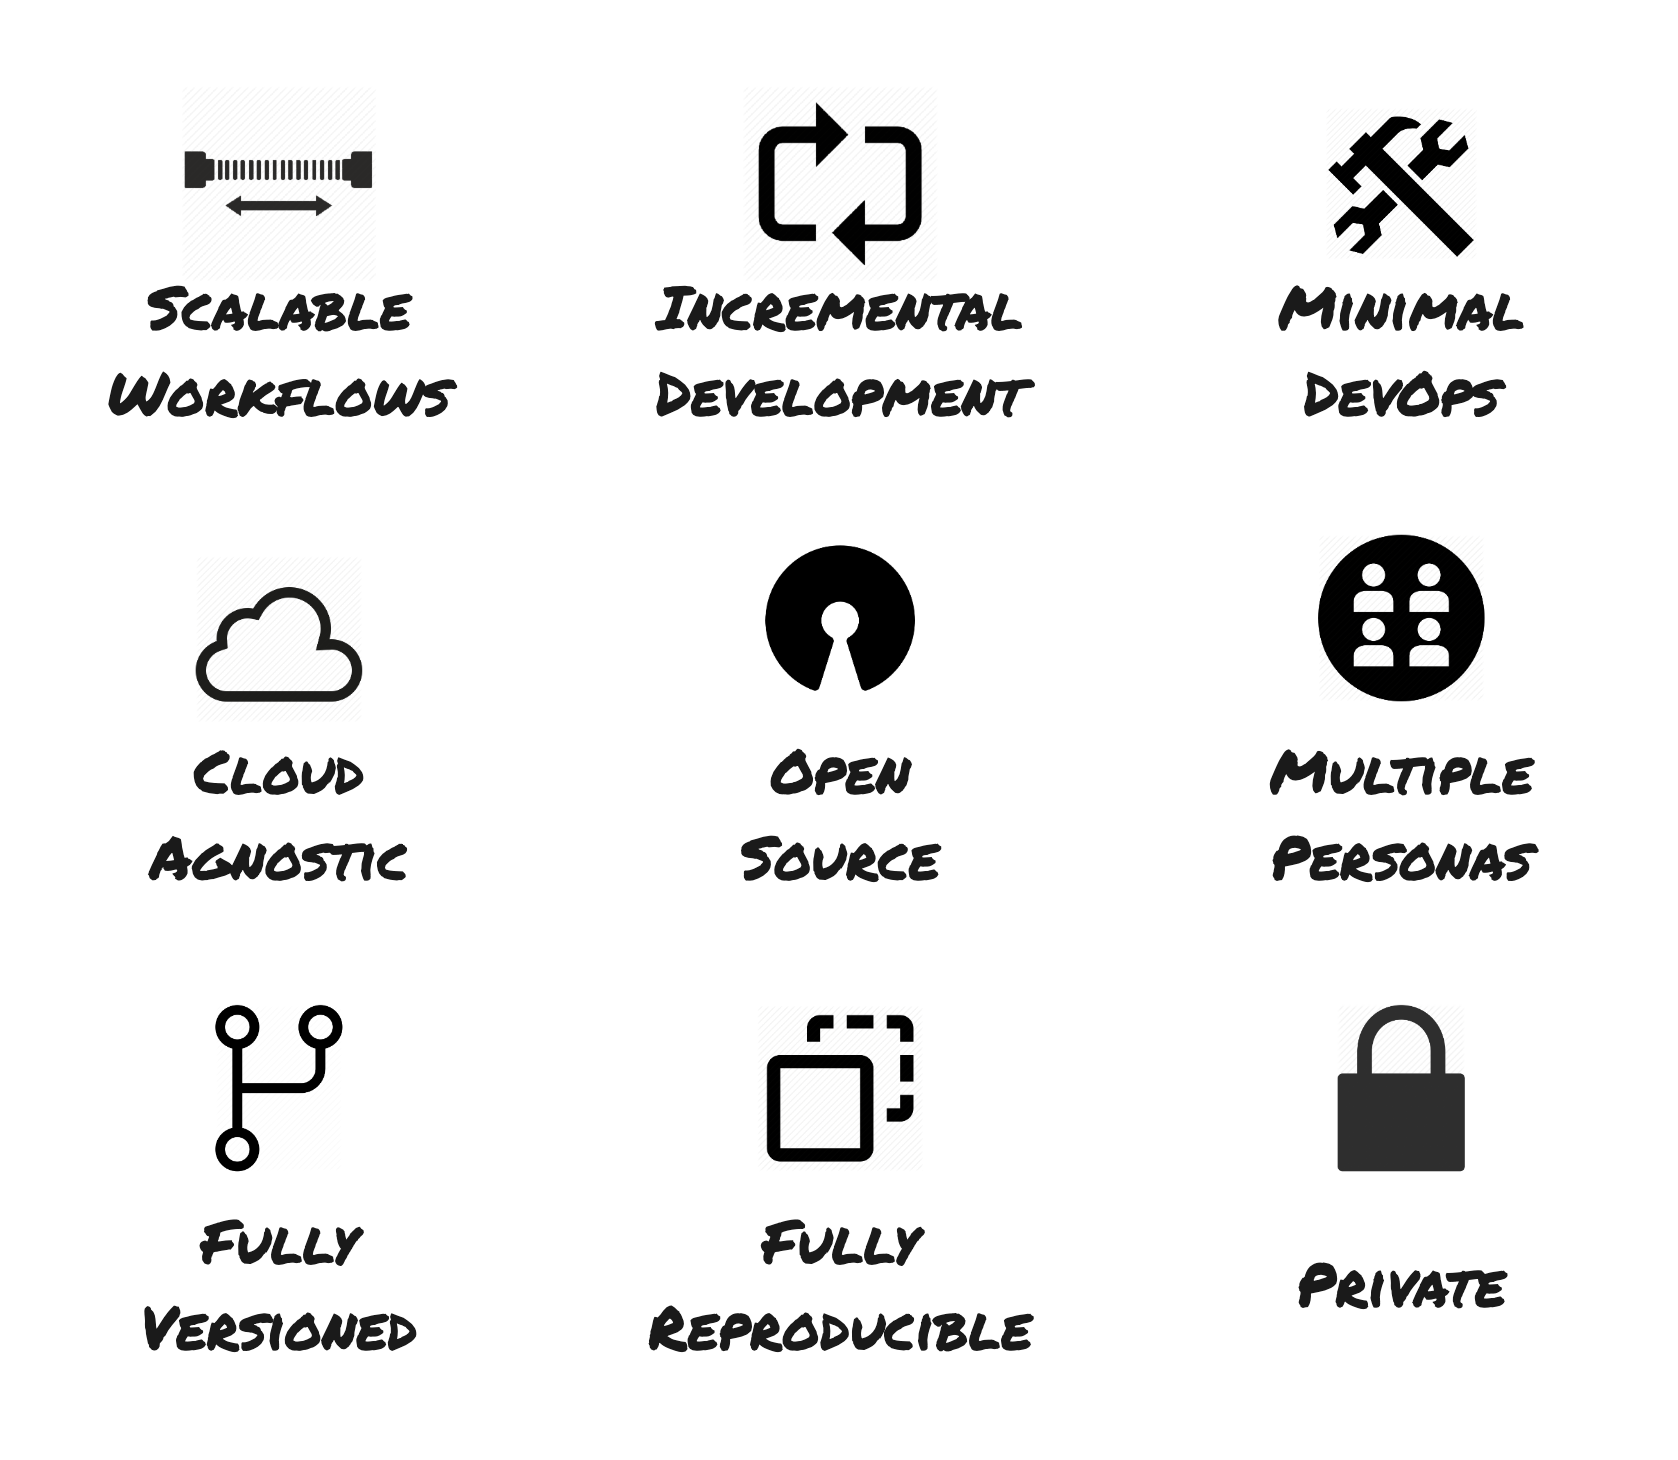 Scalable
Workflows
Incremental
Development
Minimal
DevOps
Cloud
Agnostic
Open
Source
Multiple
Personas
Fully
Versioned
Fully
Reproducible
Private